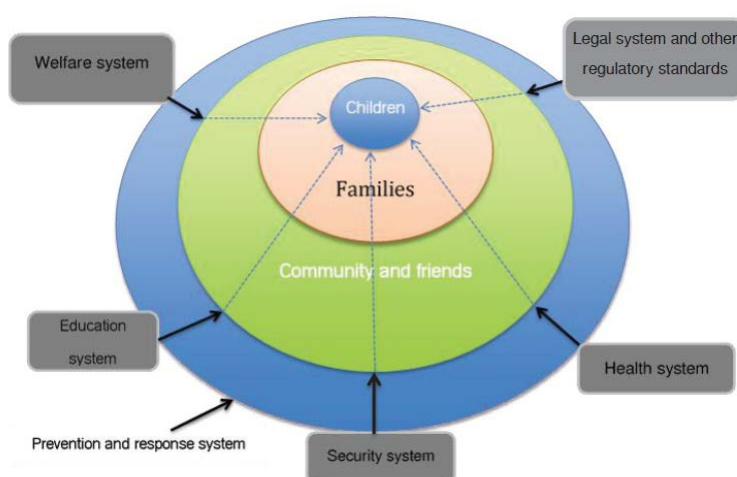 Welfare system
Legal system and other
regulatory standards
Children
Families
Community and friends
Education
system
Health system
Prevention and response system
Security system